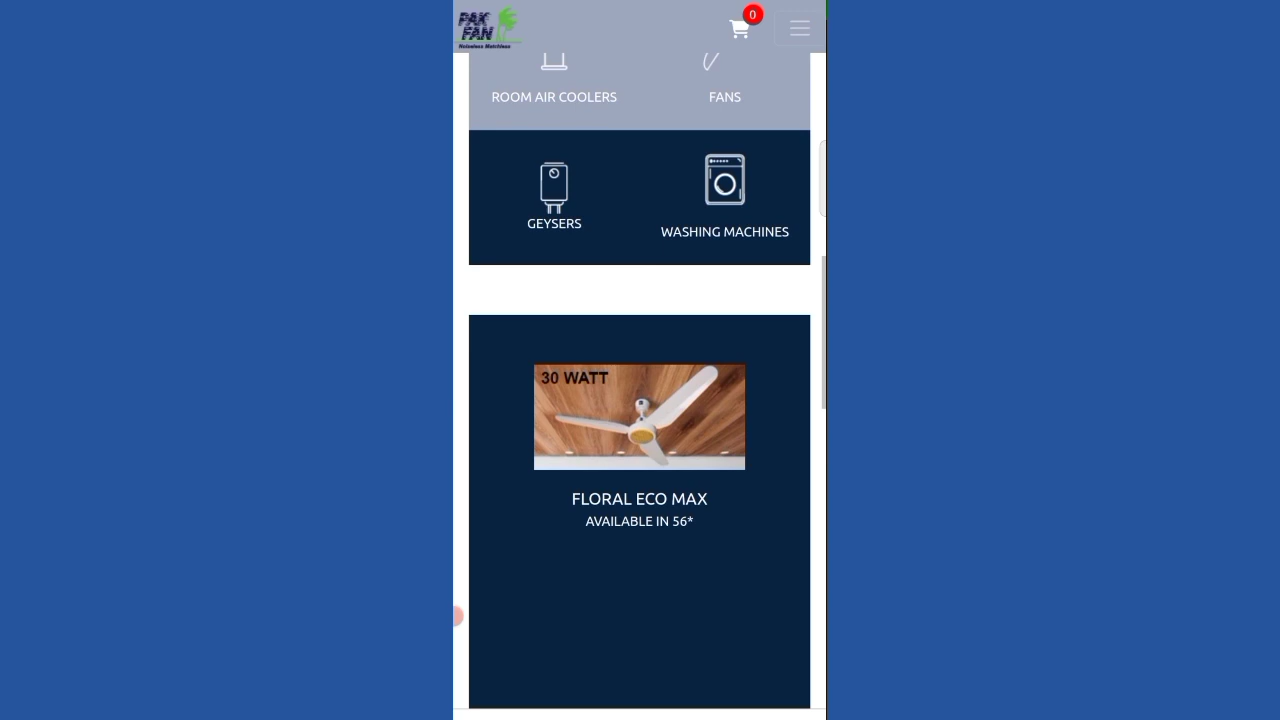 PAK
FAN
Noiseless Matchless
0
ROOM AIR COOLERS
FANS
GEYSERS
WASHING MACHINES
30 WATT
FLORAL ECO MAX
AVAILABLE IN 56*